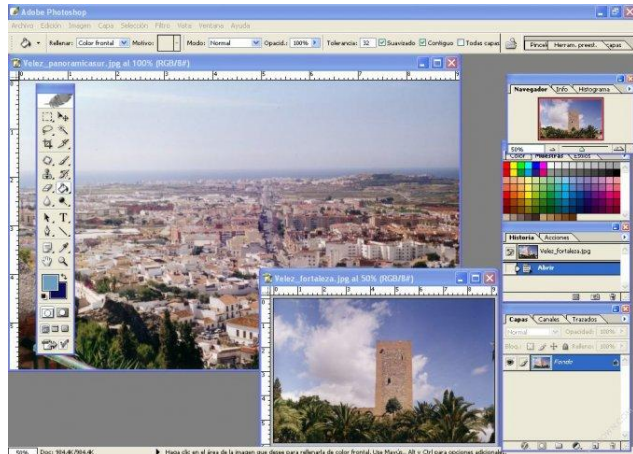 Adobe Photoshop
Archivo Edición Imagen Capa Selección Filtro Vista Ventana Ayuda
Rellenar: Color frontal Motivo: Modo: Normal Opacid.: 100% Tolerancia: 32 Suavizado Contiguo Todas capas Pincel Herram. preest. Capas
Velez_panoramicasur.jpg al 100% (RGB/8#)
Navegador Info Histograma
50%
Color Muestras Estilos
Historia Acciones
Velez_fortaleza.jpg
Abrir
Velez_fortaleza.jpg al 50% (RGB/8#)
Capas Canales Trazados
Normal Opacidad: 100%
Bloq.: Relleno: 100%
Fondo
50% Doc: 984.4K/984.4K Haga clic en el área de la imagen que desee para rellenarla de color frontal. Use Mayús., Alt + Ctrl para opciones adicionales.